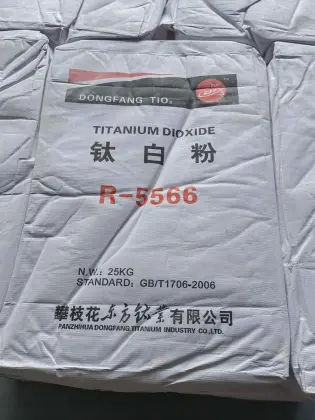 DONGFANG TIO₂
TITANIUM DIOXIDE
钛白粉
R-5566
N.W.: 25KG
STANDARD: GB/T1706-2006
攀枝花东方钛业有限公司
PANZHIHUA DONGFANG TITANIUM INDUSTRY CO.,LTD.